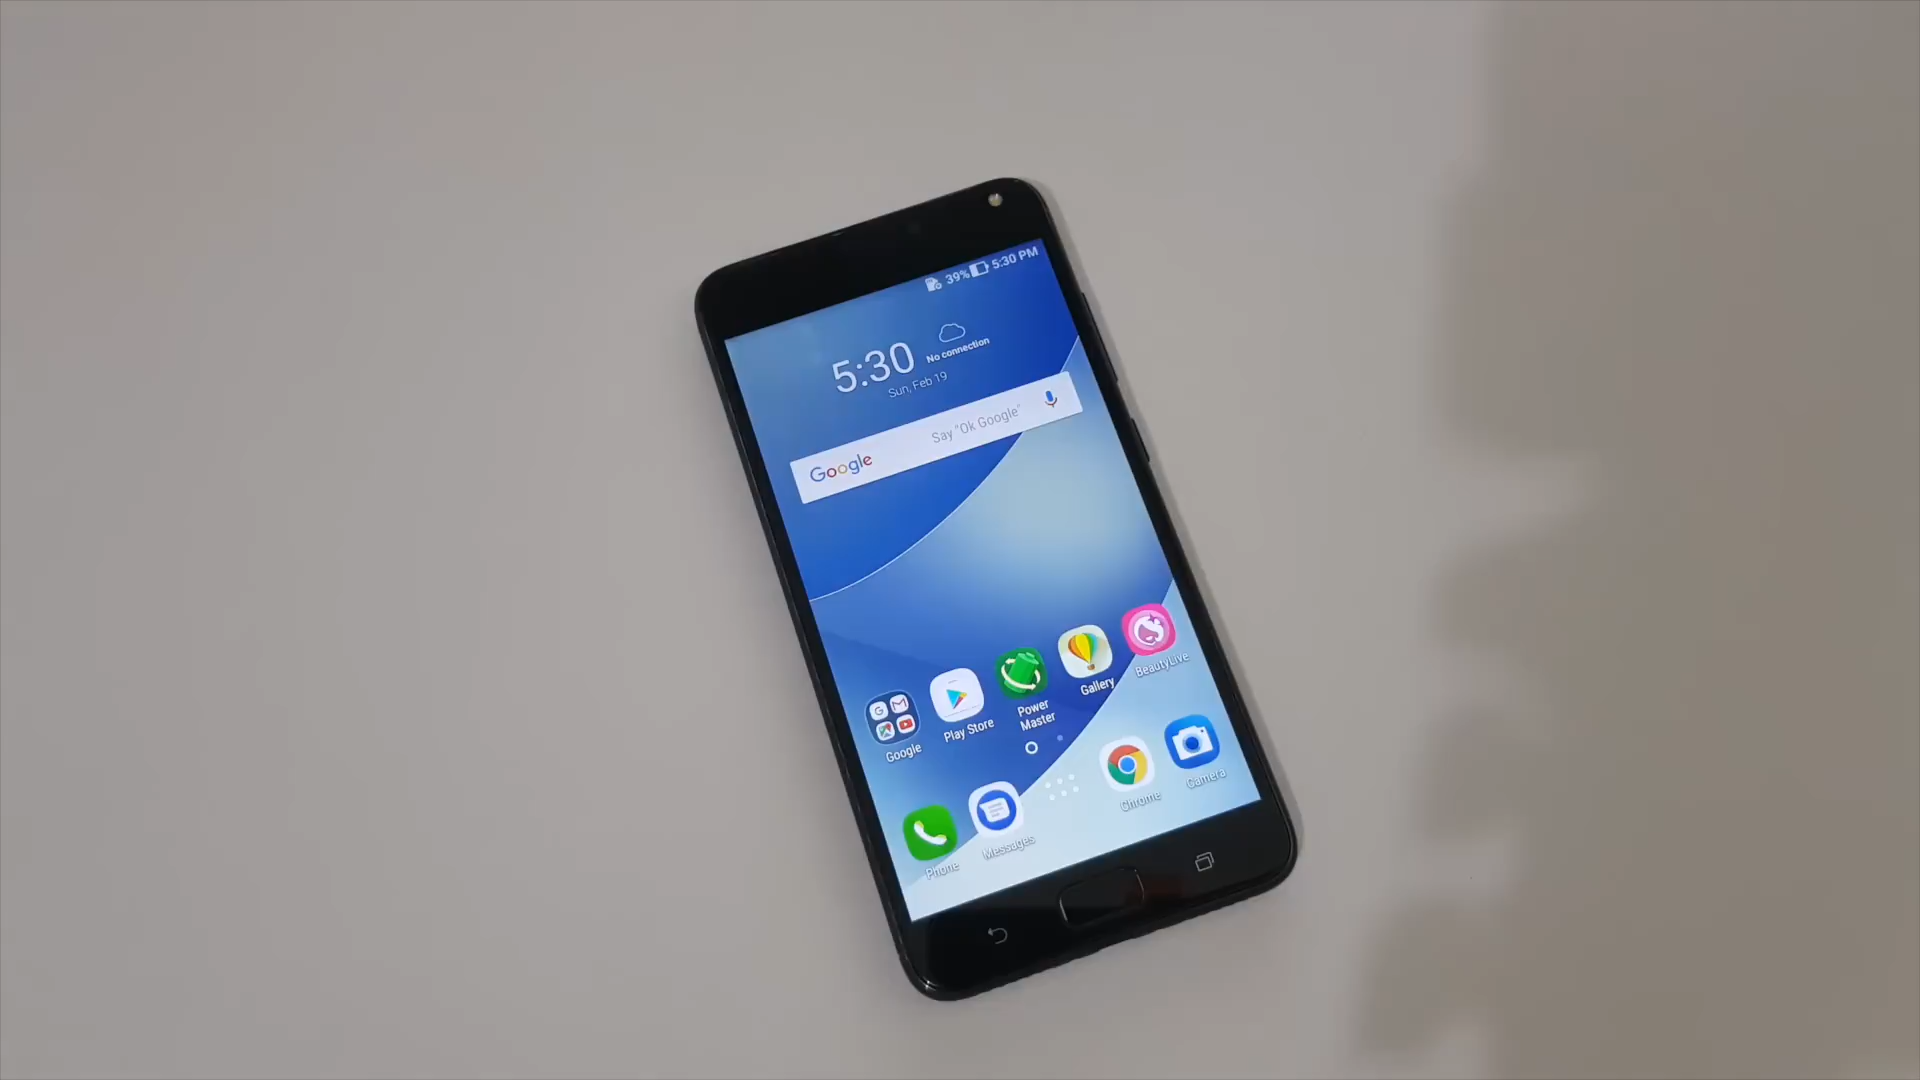 39% 5:30 PM
5:30
No connection
Sun, Feb 19
Google Say "Ok Google"
Google
Play Store
Power
Master
Gallery
BeautyLive
Phone
Messages
Chrome
Camera